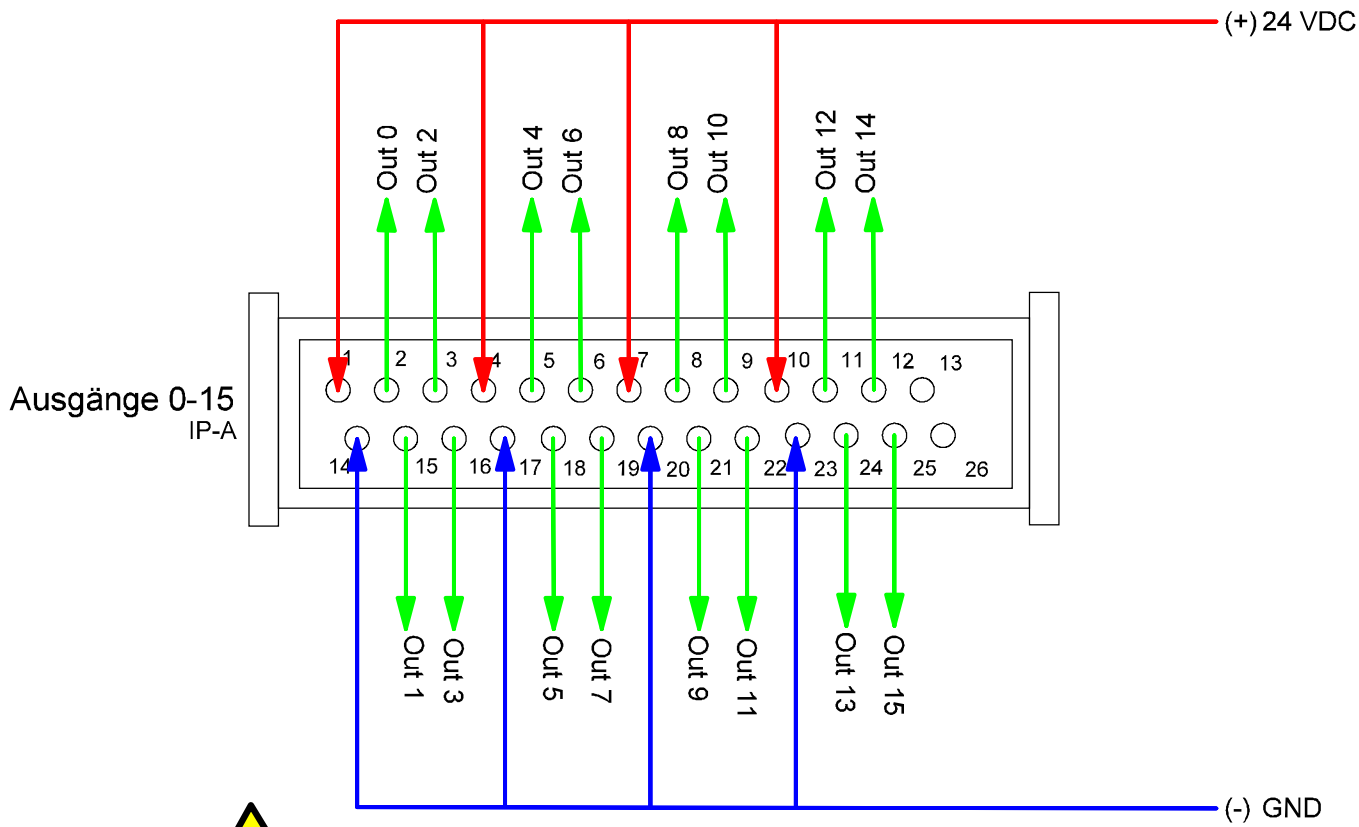 (+) 24 VDC
Out 0
Out 2
Out 4
Out 6
Out 8
Out 10
Out 12
Out 14
1 2 3 4 5 6 7 8 9 10 11 12 13
Ausgänge 0-15
IP-A
14 15 16 17 18 19 20 21 22 23 24 25 26
Out 1
Out 3
Out 5
Out 7
Out 9
Out 11
Out 13
Out 15
(-) GND